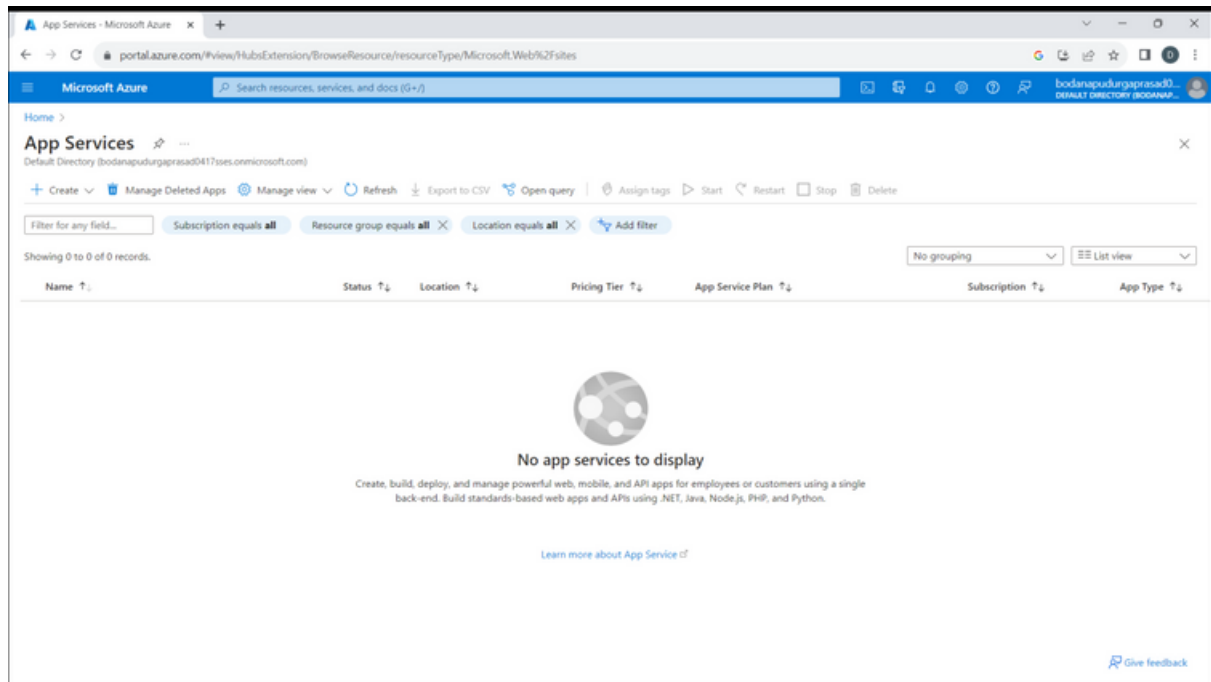 App Services - Microsoft Azure
portal.azure.com/#view/HubsExtension/BrowseResource/resourceType/Microsoft.Web%2Fsites
G D
Microsoft Azure Search resources, services, and docs (G+/) bodanapudurgaprasad0...
DEFAULT DIRECTORY (BODANAP...
Home >
App Services ...
Default Directory (bodanapudurgaprasad0417sses.onmicrosoft.com)
+ Create Manage Deleted Apps Manage view Refresh Export to CSV Open query | Assign tags Start Restart Stop Delete
Filter for any field... Subscription equals all Resource group equals all Location equals all Add filter
Showing 0 to 0 of 0 records. No grouping List view
Name Status Location Pricing Tier App Service Plan Subscription App Type
No app services to display
Create, build, deploy, and manage powerful web, mobile, and API apps for employees or customers using a single
back-end. Build standards-based web apps and APIs using .NET, Java, Node.js, PHP, and Python.
Learn more about App Service
Give feedback